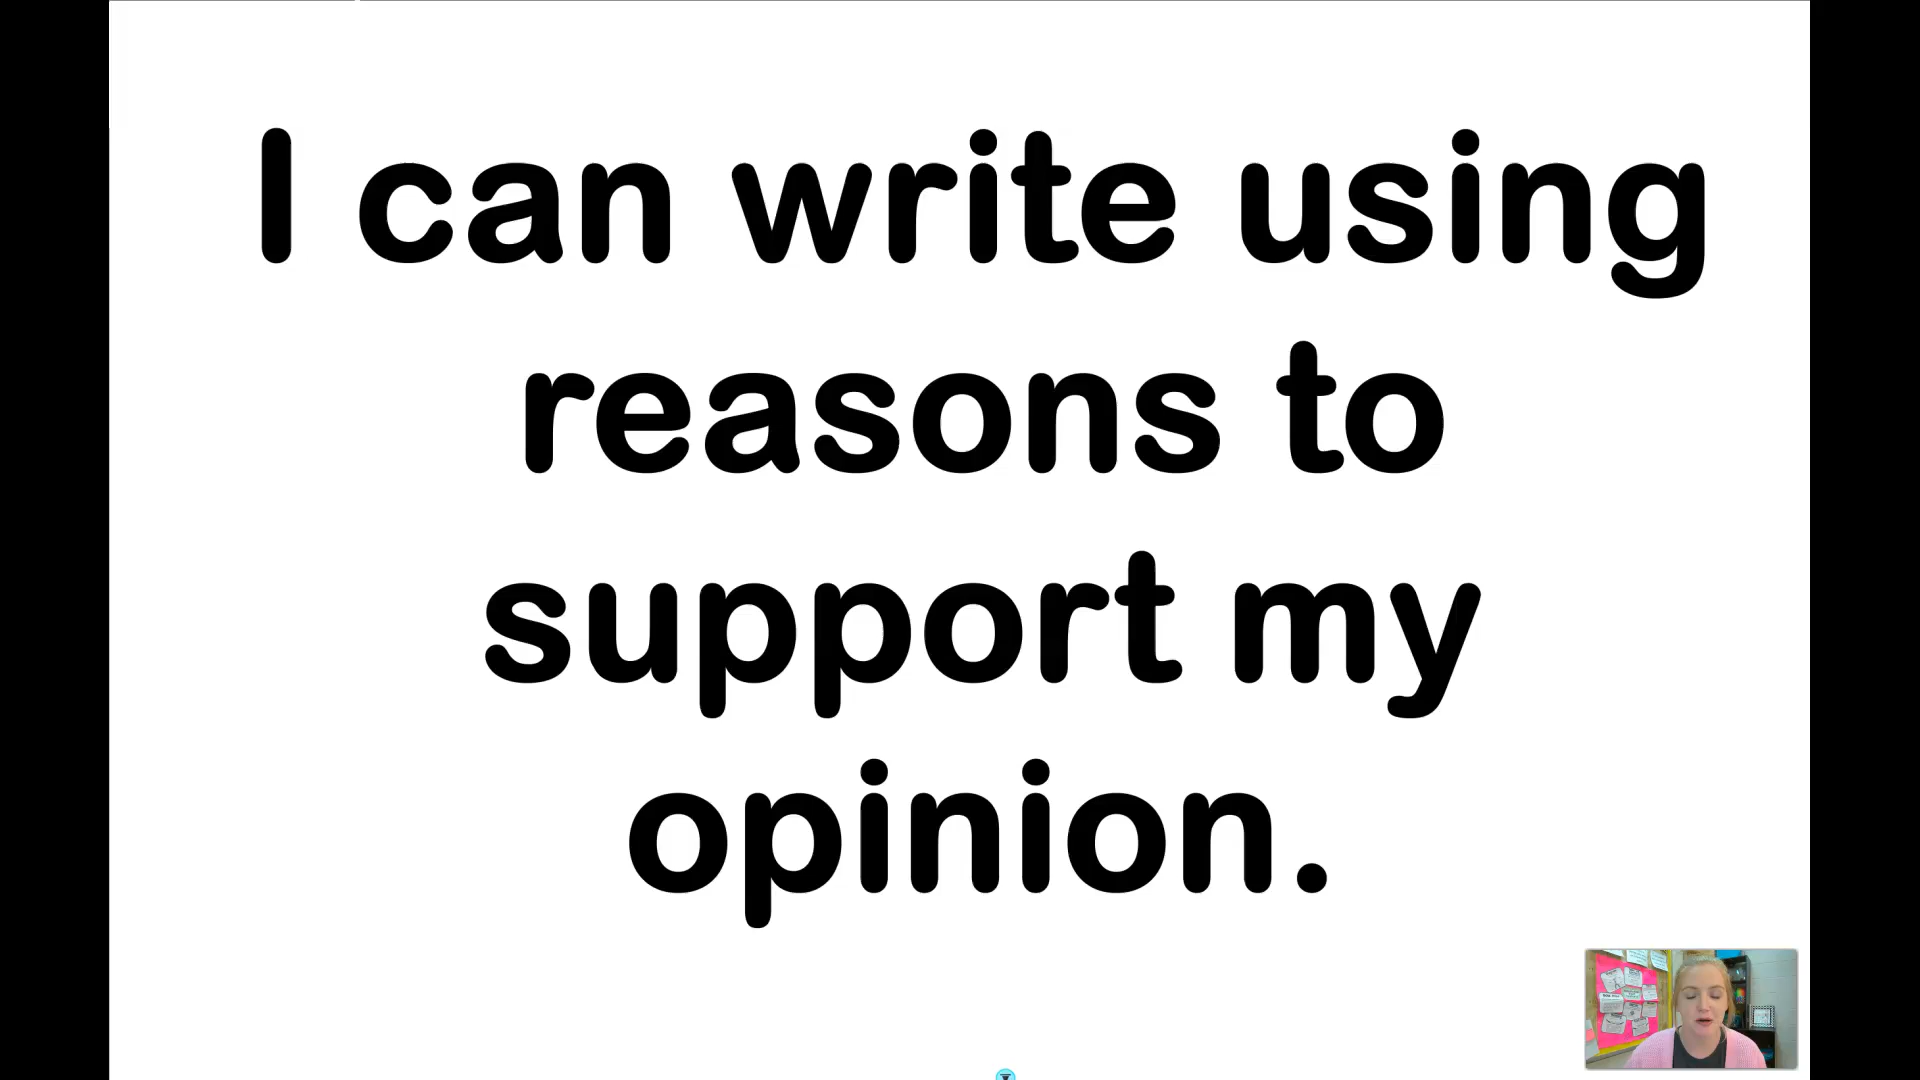 I can write using
reasons to
support my
opinion.